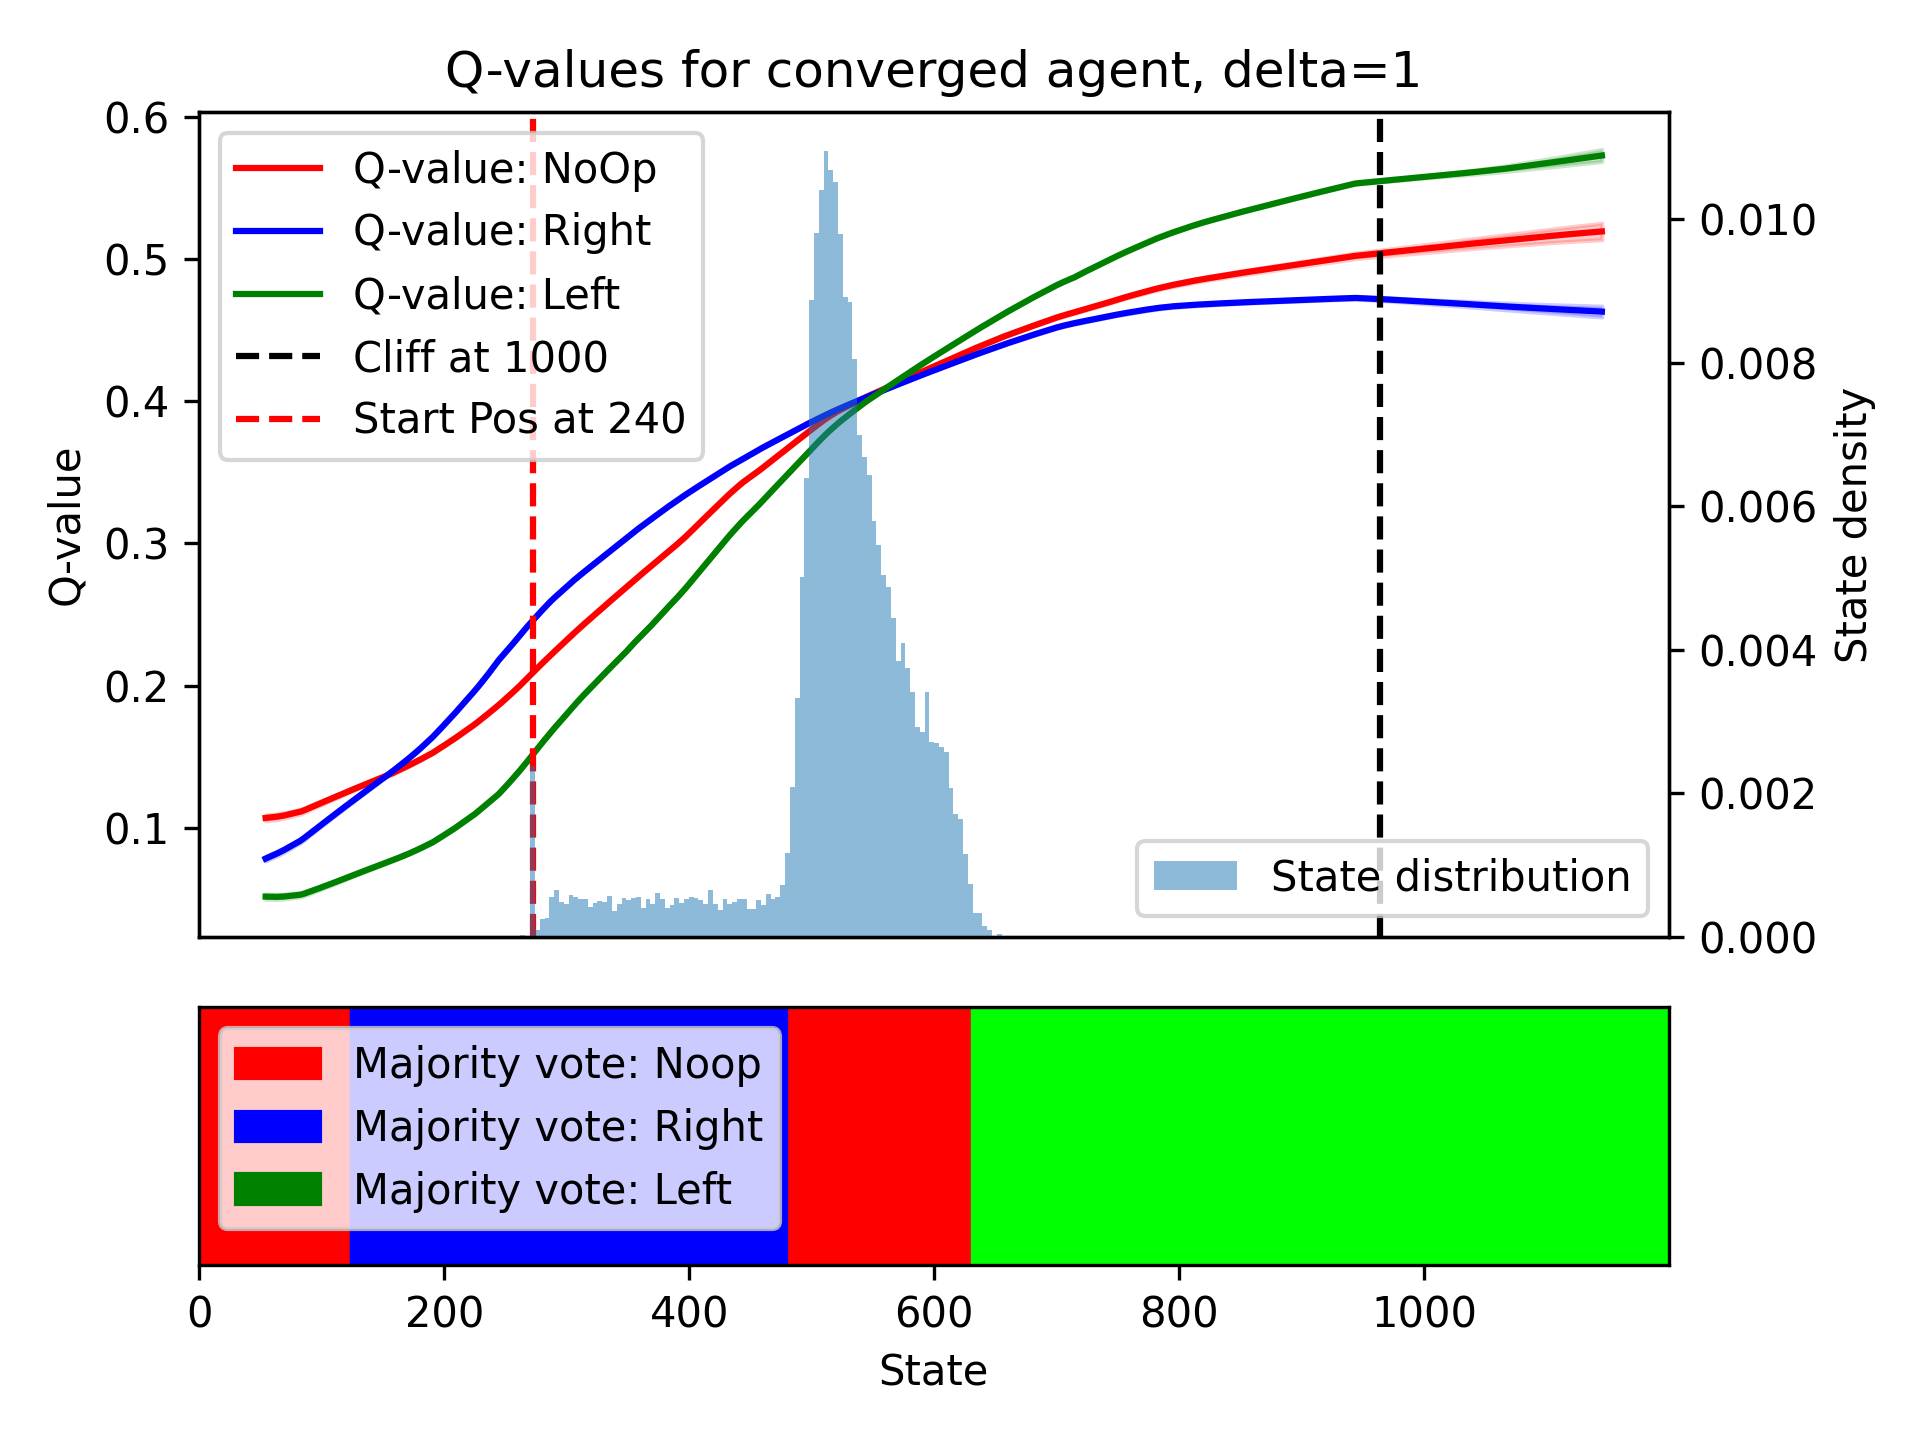 Q-values for converged agent, delta=1
0.6
0.5
0.4
0.3
0.2
0.1
Q-value
Q-value: NoOp
Q-value: Right
Q-value: Left
Cliff at 1000
Start Pos at 240
0.010
0.008
0.006
0.004
0.002
0.000
State density
State distribution
Majority vote: Noop
Majority vote: Right
Majority vote: Left
0 200 400 600 800 1000
State